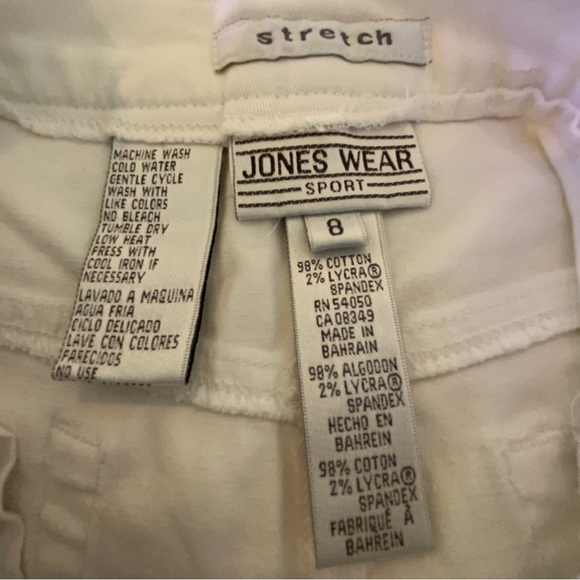 stretch
JONES WEAR
SPORT
8
MACHINE WASH
COLD WATER
GENTLE CYCLE
WASH WITH
LIKE COLORS
NO BLEACH
TUMBLE DRY
LOW HEAT
PRESS WITH
COOL IRON IF
NECESSARY
LAVADO A MAQUINA
AGUA FRIA
CICLO DELICADO
LAVE CON COLORES
PARECIDOS
NO USE
98% COTTON
2% LYCRA®
SPANDEX
RN 54050
CA 08349
MADE IN
BAHRAIN
98% ALGODON
2% LYCRA®
SPANDEX
HECHO EN
BAHREIN
98% COTON
2% LYCRA®
SPANDEX
FABRIQUÉ À
BAHREIN